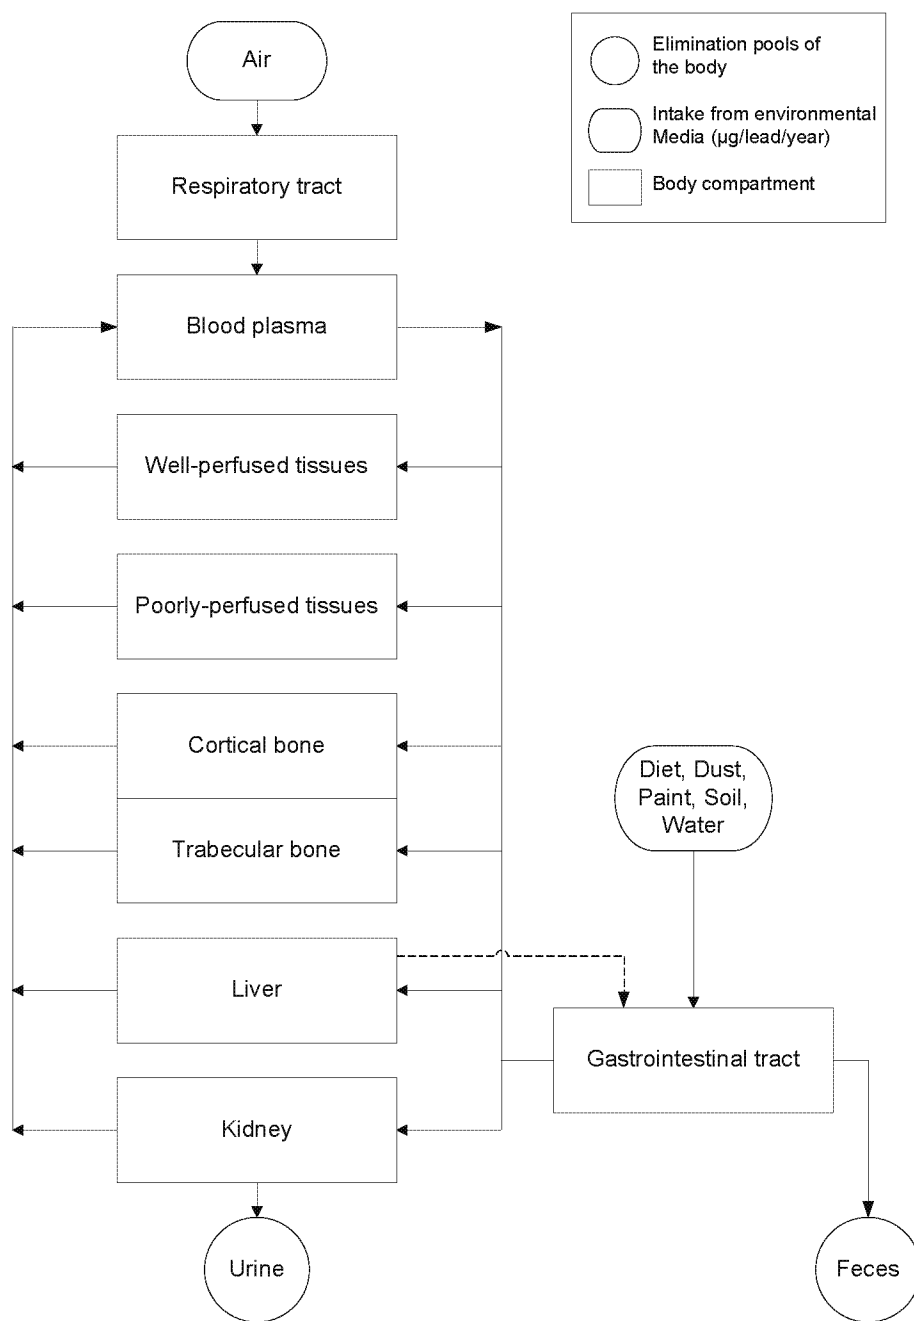 Air
Elimination pools of
the body
Intake from environmental
Media (µg/lead/year)
Body compartment
Respiratory tract
Blood plasma
Well-perfused tissues
Poorly-perfused tissues
Cortical bone
Diet, Dust,
Paint, Soil,
Water
Trabecular bone
Liver
Gastrointestinal tract
Kidney
Urine
Feces